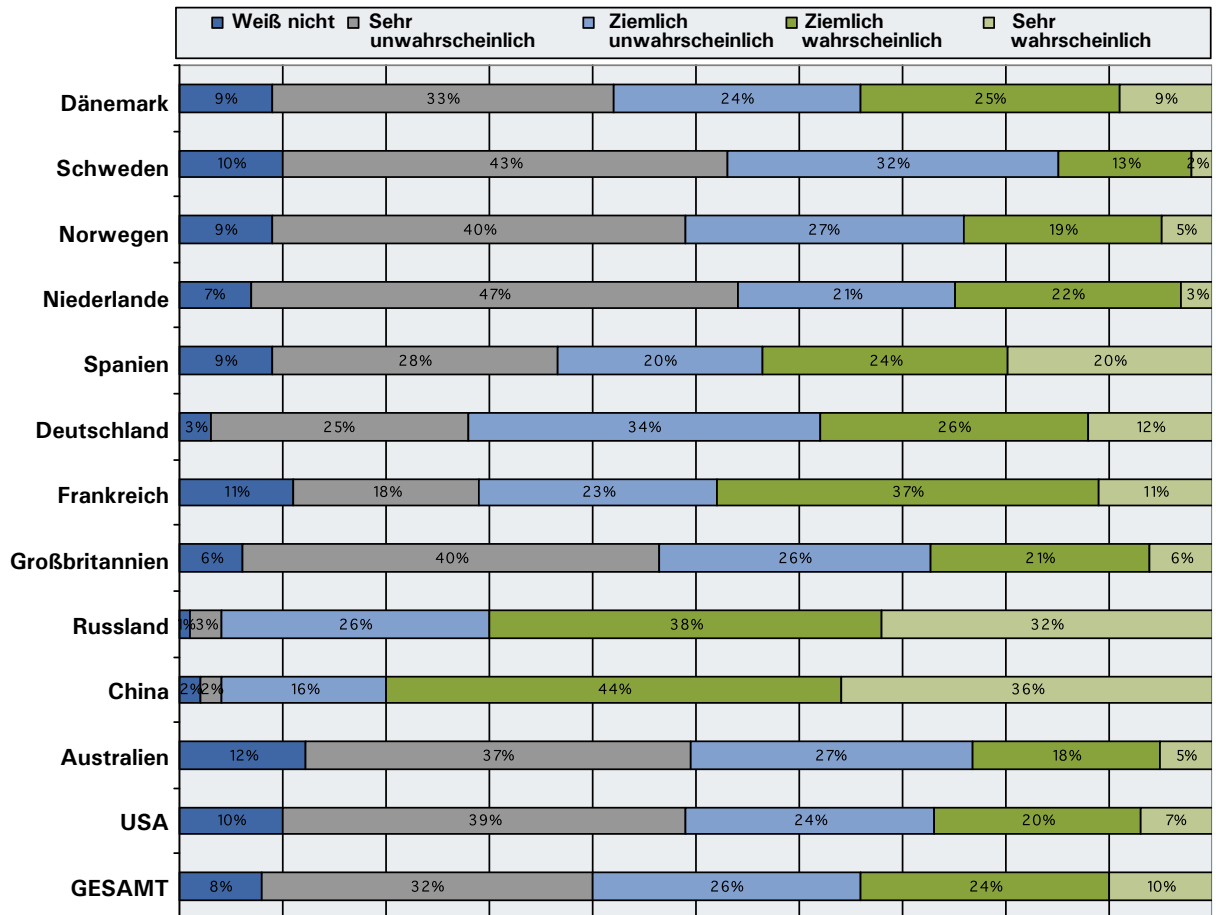 Weiß nicht Sehr unwahrscheinlich Ziemlich unwahrscheinlich Ziemlich wahrscheinlich Sehr wahrscheinlich
Dänemark 9% 33% 24% 25% 9%
Schweden 10% 43% 32% 13% 2%
Norwegen 9% 40% 27% 19% 5%
Niederlande 7% 47% 21% 22% 3%
Spanien 9% 28% 20% 24% 20%
Deutschland 3% 25% 34% 26% 12%
Frankreich 11% 18% 23% 37% 11%
Großbritannien 6% 40% 26% 21% 6%
Russland 1% 3% 26% 38% 32%
China 2% 2% 16% 44% 36%
Australien 12% 37% 27% 18% 5%
USA 10% 39% 24% 20% 7%
GESAMT 8% 32% 26% 24% 10%